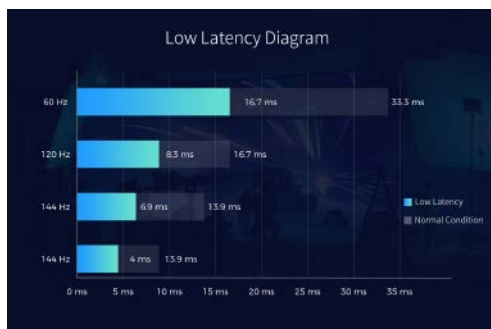 Low Latency Diagram
60 Hz 16.7 ms 33.3 ms
120 Hz 8.3 ms 16.7 ms
144 Hz 6.9 ms 13.9 ms
Low Latency
Normal Condition
144 Hz 4 ms 13.9 ms
0 ms 5 ms 10 ms 15 ms 20 ms 25 ms 30 ms 35 ms